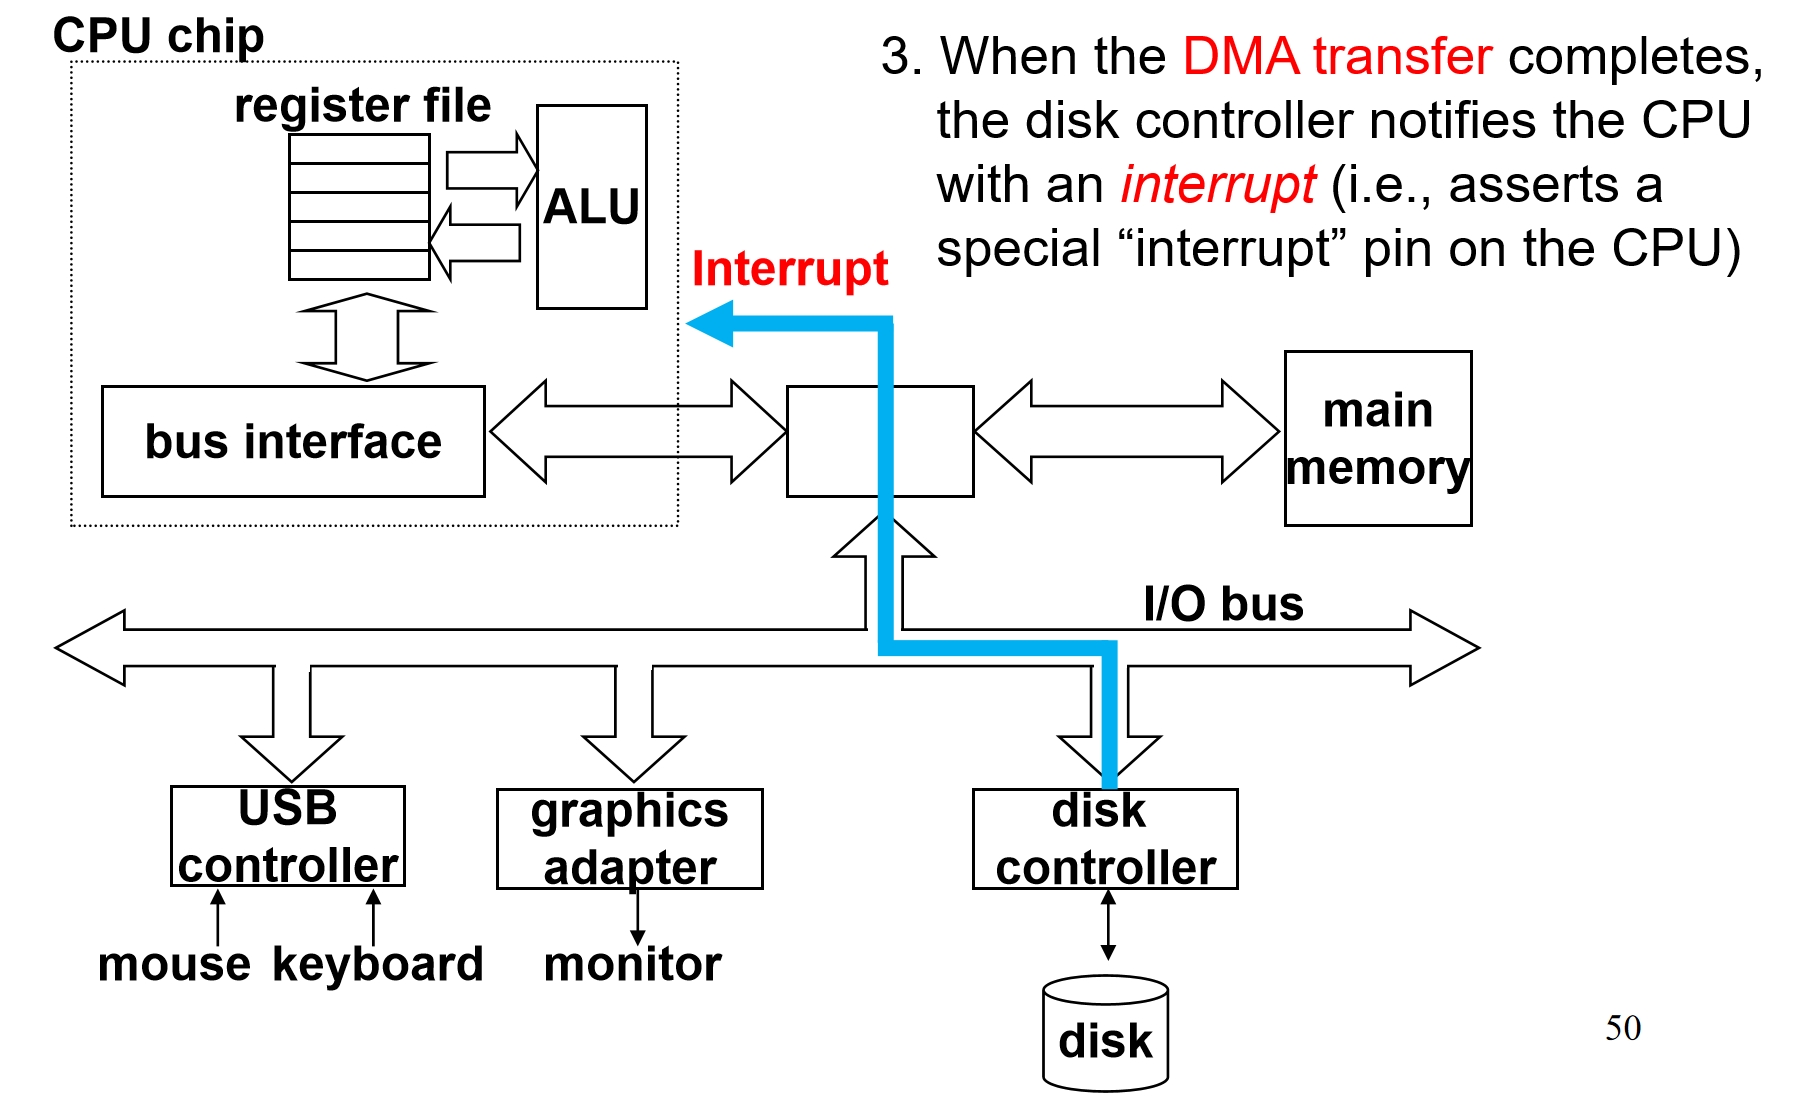 CPU chip
3. When the DMA transfer completes,
the disk controller notifies the CPU
with an interrupt (i.e., asserts a
special “interrupt” pin on the CPU)
register file
ALU
Interrupt
bus interface
main
memory
I/O bus
USB
controller
graphics
adapter
disk
controller
mouse keyboard
monitor
disk
50